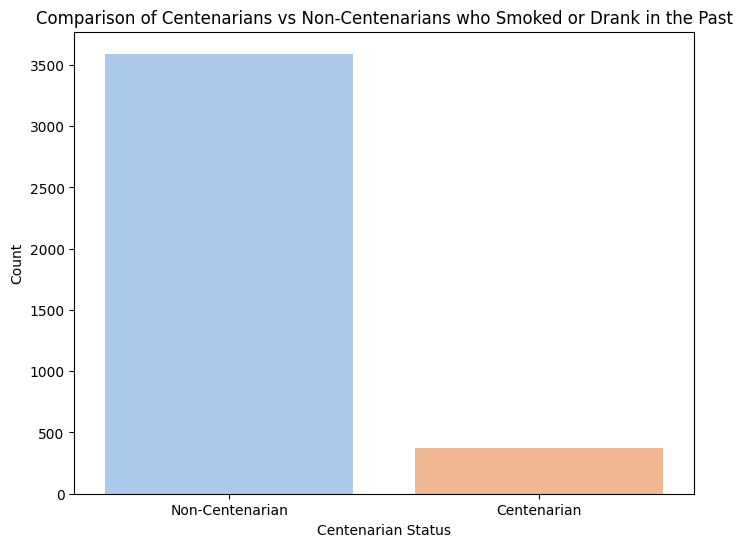 Comparison of Centenarians vs Non-Centenarians who Smoked or Drank in the Past
3500
3000
2500
2000
1500
1000
500
0
Count
Non-Centenarian
Centenarian
Centenarian Status